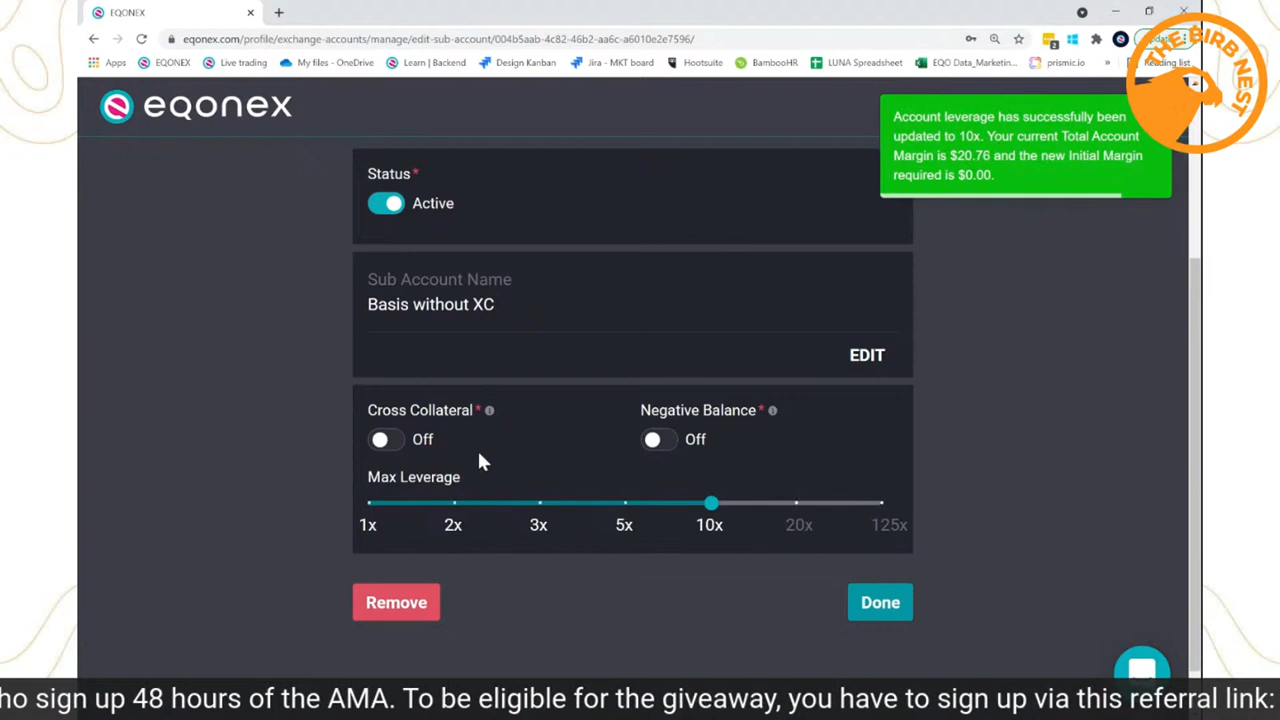 EQONEX
eqonex.com/profile/exchange-accounts/manage/edit-sub-account/004b5aab-4c82-46b2-aa6c-a6010e2e7596/
Apps EQONEX Live trading My files - OneDrive Learn | Backend Design Kanban Jira - MKT board Hootsuite BambooHR LUNA Spreadsheet EQO Data_Marketin... prismic.io » Reading list
THE BIRB NEST
eqonex
Account leverage has successfully been
updated to 10x. Your current Total Account
Margin is $20.76 and the new Initial Margin
required is $0.00.
Status*
Active
Sub Account Name
Basis without XC
EDIT
Cross Collateral* Negative Balance*
Off Off
Max Leverage
1x 2x 3x 5x 10x 20x 125x
Remove Done
ho sign up 48 hours of the AMA. To be eligible for the giveaway, you have to sign up via this referral link: